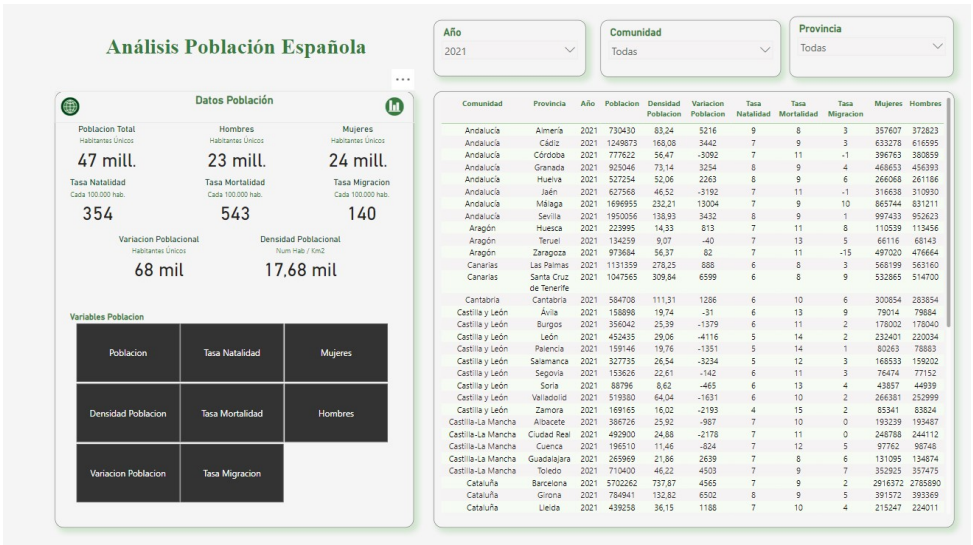 Análisis Población Española
Año
2021
Comunidad
Todas
Provincia
Todas
Datos Población
Poblacion Total Hombres Mujeres
Habitantes Únicos Habitantes Únicos Habitantes Únicos
47 mill. 23 mill. 24 mill.
Tasa Natalidad Tasa Mortalidad Tasa Migracion
Cada 100.000 hab. Cada 100.000 hab. Cada 100.000 hab.
354 543 140
Variacion Poblacional Densidad Poblacional
Habitantes Únicos Num Hab / Km2
68 mil 17,68 mil
Variables Poblacion
Poblacion Tasa Natalidad Mujeres
Densidad Poblacion Tasa Mortalidad Hombres
Variacion Poblacion Tasa Migracion
Comunidad Provincia Año Poblacion Densidad Variacion Tasa Tasa Tasa Mujeres Hombres
Poblacion Poblacion Natalidad Mortalidad Migracion
Andalucía Almería 2021 730430 83,24 5216 9 8 3 357607 372823
Andalucía Cádiz 2021 1249873 168,08 3442 7 9 3 633278 616595
Andalucía Córdoba 2021 777622 56,47 -3092 7 11 -1 396763 380859
Andalucía Granada 2021 925046 73,14 3254 8 9 4 468653 456393
Andalucía Huelva 2021 527254 52,06 2263 8 9 6 266068 261186
Andalucía Jaén 2021 627568 46,52 -3192 7 11 -1 316638 310930
Andalucía Málaga 2021 1696955 232,21 13004 7 9 10 865744 831211
Andalucía Sevilla 2021 1950056 138,93 3432 8 9 1 997433 952623
Aragón Huesca 2021 223995 14,33 813 7 11 8 110539 113456
Aragón Teruel 2021 134259 9,07 -40 7 13 5 66116 68143
Aragón Zaragoza 2021 973684 56,37 82 7 11 -15 497020 476664
Canarias Las Palmas 2021 1131359 278,25 888 6 8 3 568199 563160
Canarias Santa Cruz 2021 1047565 309,84 6599 6 8 9 532865 514700
de Tenerife
Cantabria Cantabria 2021 584708 111,31 1286 6 10 6 300854 283854
Castilla y León Ávila 2021 158898 19,74 -31 6 13 9 79014 79884
Castilla y León Burgos 2021 356042 25,39 -1379 6 11 2 178002 178040
Castilla y León León 2021 452435 29,06 -4116 5 14 2 232401 220034
Castilla y León Palencia 2021 159146 19,76 -1351 5 14 1 80263 78883
Castilla y León Salamanca 2021 327735 26,54 -3234 5 12 3 168533 159202
Castilla y León Segovia 2021 153626 22,61 -142 6 11 3 76474 77152
Castilla y León Soria 2021 88796 8,62 -465 6 13 4 43857 44939
Castilla y León Valladolid 2021 519380 64,04 -1631 6 10 2 266381 252999
Castilla y León Zamora 2021 169165 16,02 -2193 4 15 2 85341 83824
Castilla-La Mancha Albacete 2021 386726 25,92 -987 7 10 0 193239 193487
Castilla-La Mancha Ciudad Real 2021 492900 24,88 -2178 7 11 0 248788 244112
Castilla-La Mancha Cuenca 2021 196510 11,46 -824 7 12 5 97762 98748
Castilla-La Mancha Guadalajara 2021 265969 21,86 2639 7 8 6 131095 134874
Castilla-La Mancha Toledo 2021 710400 46,22 4503 7 9 7 352925 357475
Cataluña Barcelona 2021 5702262 737,87 4565 7 9 2 2916372 2785890
Cataluña Girona 2021 784941 132,82 6502 8 9 5 391572 393369
Cataluña Lleida 2021 439258 36,15 1188 7 10 4 215247 224011